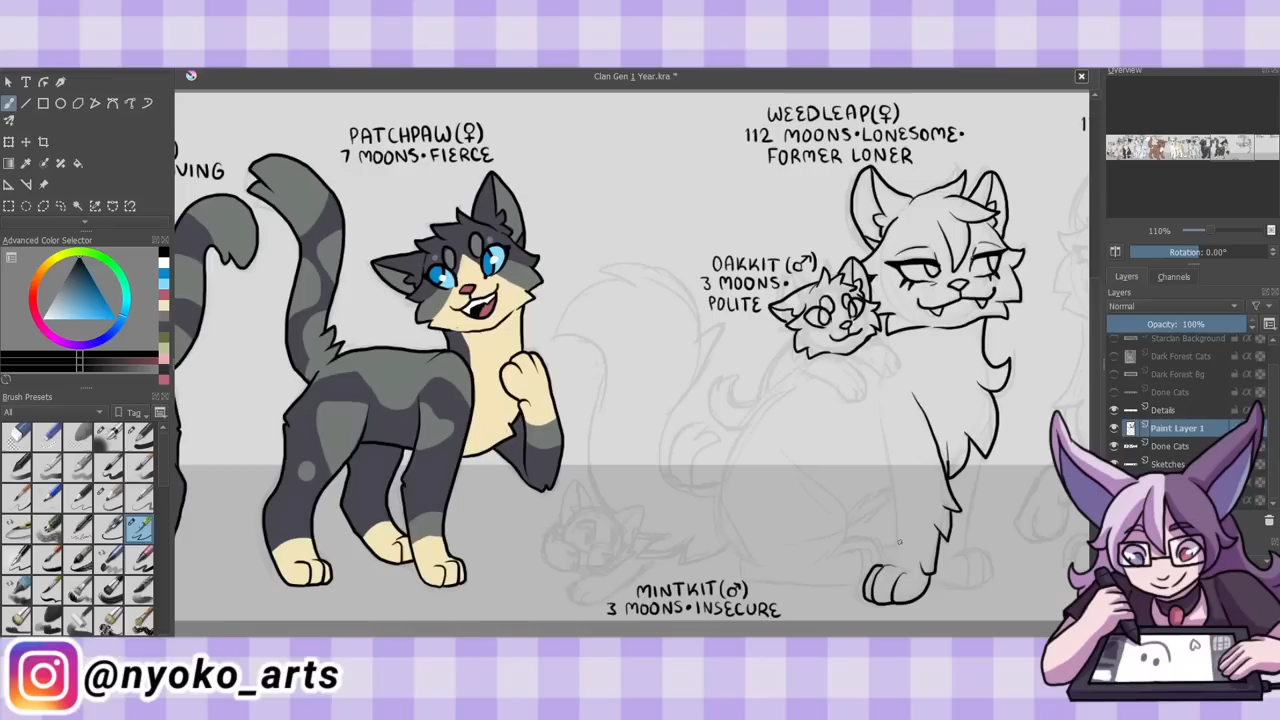 Clan Gen 1 Year.kra *
Overview
110%
Rotation: 0.00°
Advanced Color Selector
Brush Presets
All
Tag
Layers
Channels
Layers
Normal
Opacity: 100%
Starclan Background
Dark Forest Cats
Dark Forest Bg
Done Cats
Details
Paint Layer 1
Done Cats
Sketches
VING
PATCHPAW(♀)
7 MOONS•FIERCE
WEEDLEAP(♀)
112 MOONS•LONESOME•
FORMER LONER
1
OAKKIT(♂)
3 MOONS•
POLITE
MINTKIT(♂)
3 MOONS•INSECURE
@nyoko_arts